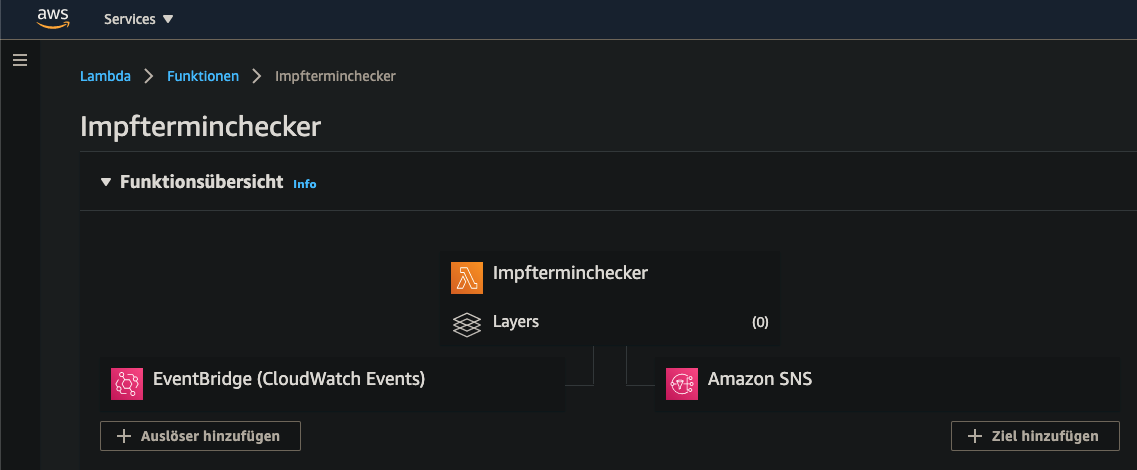 aws Services
Lambda Funktionen Impfterminchecker
Impfterminchecker
Funktionsübersicht Info
Impfterminchecker
Layers (0)
EventBridge (CloudWatch Events) Amazon SNS
Auslöser hinzufügen Ziel hinzufügen